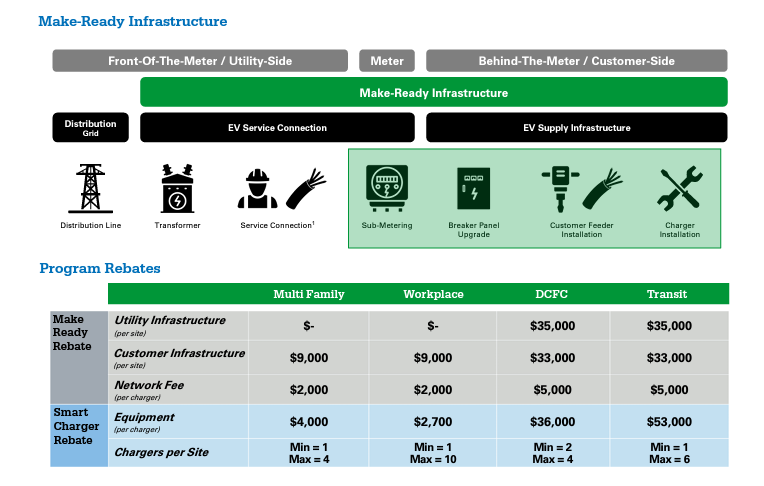 Make-Ready Infrastructure
Front-Of-The-Meter / Utility-Side
Meter
Behind-The-Meter / Customer-Side
Make-Ready Infrastructure
Distribution
Grid
EV Service Connection
EV Supply Infrastructure
Distribution Line
Transformer
Service Connection†
Sub-Metering
Breaker Panel
Upgrade
Customer Feeder
Installation
Charger
Installation
Program Rebates
Multi Family Workplace DCFC Transit
Make
Ready
Rebate
Utility Infrastructure
(per site)
$- $- $35,000 $35,000
Customer Infrastructure
(per site)
$9,000 $9,000 $33,000 $33,000
Network Fee
(per charger)
$2,000 $2,000 $5,000 $5,000
Smart
Charger
Rebate
Equipment
(per charger)
$4,000 $2,700 $36,000 $53,000
Chargers per Site
Min = 1 Min = 1 Min = 2 Min = 1
Max = 4 Max = 10 Max = 4 Max = 6